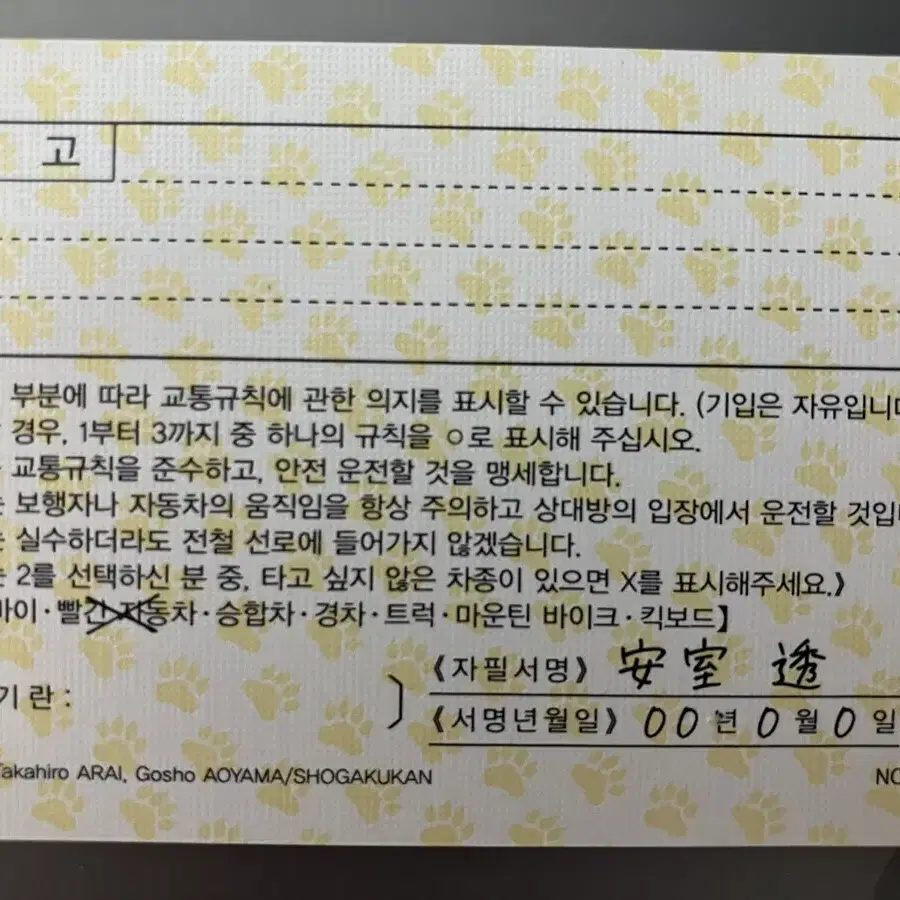 고
부분에 따라 교통규칙에 관한 의지를 표시할 수 있습니다. (기입은 자유입니다
경우, 1부터 3까지 중 하나의 규칙을 ○로 표시해 주십시오.
교통규칙을 준수하고, 안전 운전할 것을 맹세합니다.
보행자나 자동차의 움직임을 항상 주의하고 상대방의 입장에서 운전할 것입니
실수하더라도 전철 선로에 들어가지 않겠습니다.
2를 선택하신 분 중, 타고 싶지 않은 차종이 있으면 X를 표시해주세요.》
바이·빨간 자동차·승합차·경차·트럭·마운틴 바이크·킥보드】
《자필서명》 安室 透
기란 :
《서명년월일》 00년 0월 0일
Takahiro ARAI, Gosho AOYAMA/SHOGAKUKAN
NO